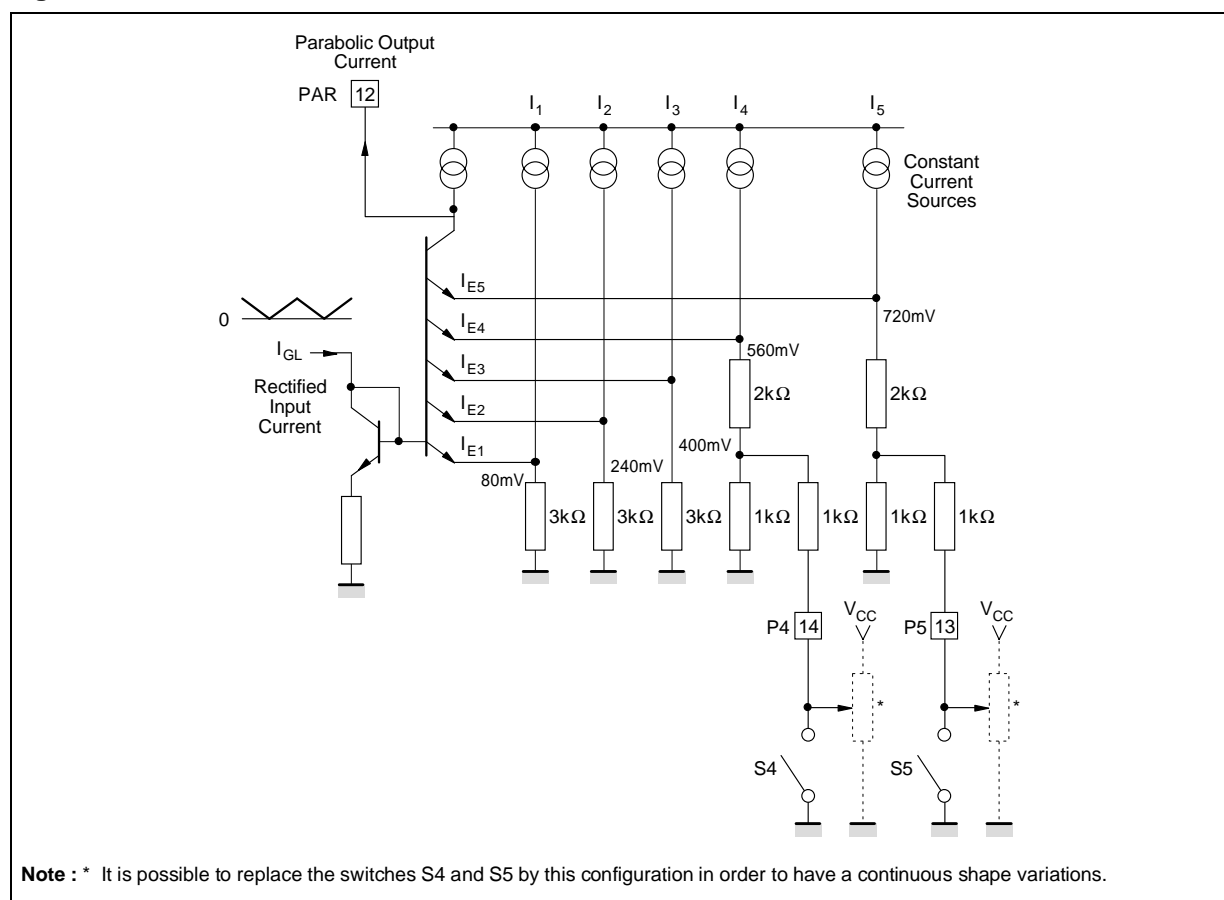 Parabolic Output
Current
PAR 12
I1 I2 I3 I4 I5
Constant
Current
Sources
IE5
720mV
0
IE4
560mV
IGL
IE3
Rectified
Input
Current
2kΩ 2kΩ
IE2
400mV
IE1
80mV 240mV
3kΩ 3kΩ 3kΩ 1kΩ 1kΩ 1kΩ 1kΩ
P4 14 VCC P5 13 VCC
* *
S4 S5
Note : * It is possible to replace the switches S4 and S5 by this configuration in order to have a continuous shape variations.